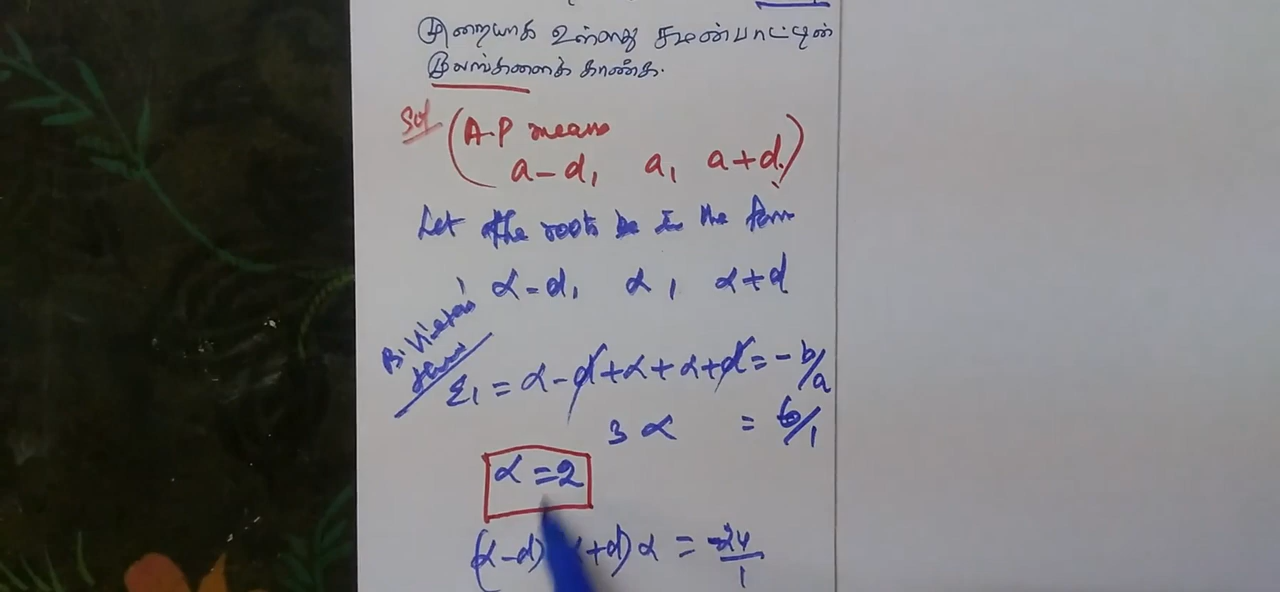 முறையாக உள்ளது சமன்பாட்டின்
மூலங்களைக் காண்க.
Sol (A.P means
a-d, a, a+d.)
Let the roots be in the form
α-d, α, α+d
By Vieta's
Σ₁ = α-d+α+α+d = -b/a
3α = 6/1
α = 2
(α-d) +d)α = -24/1